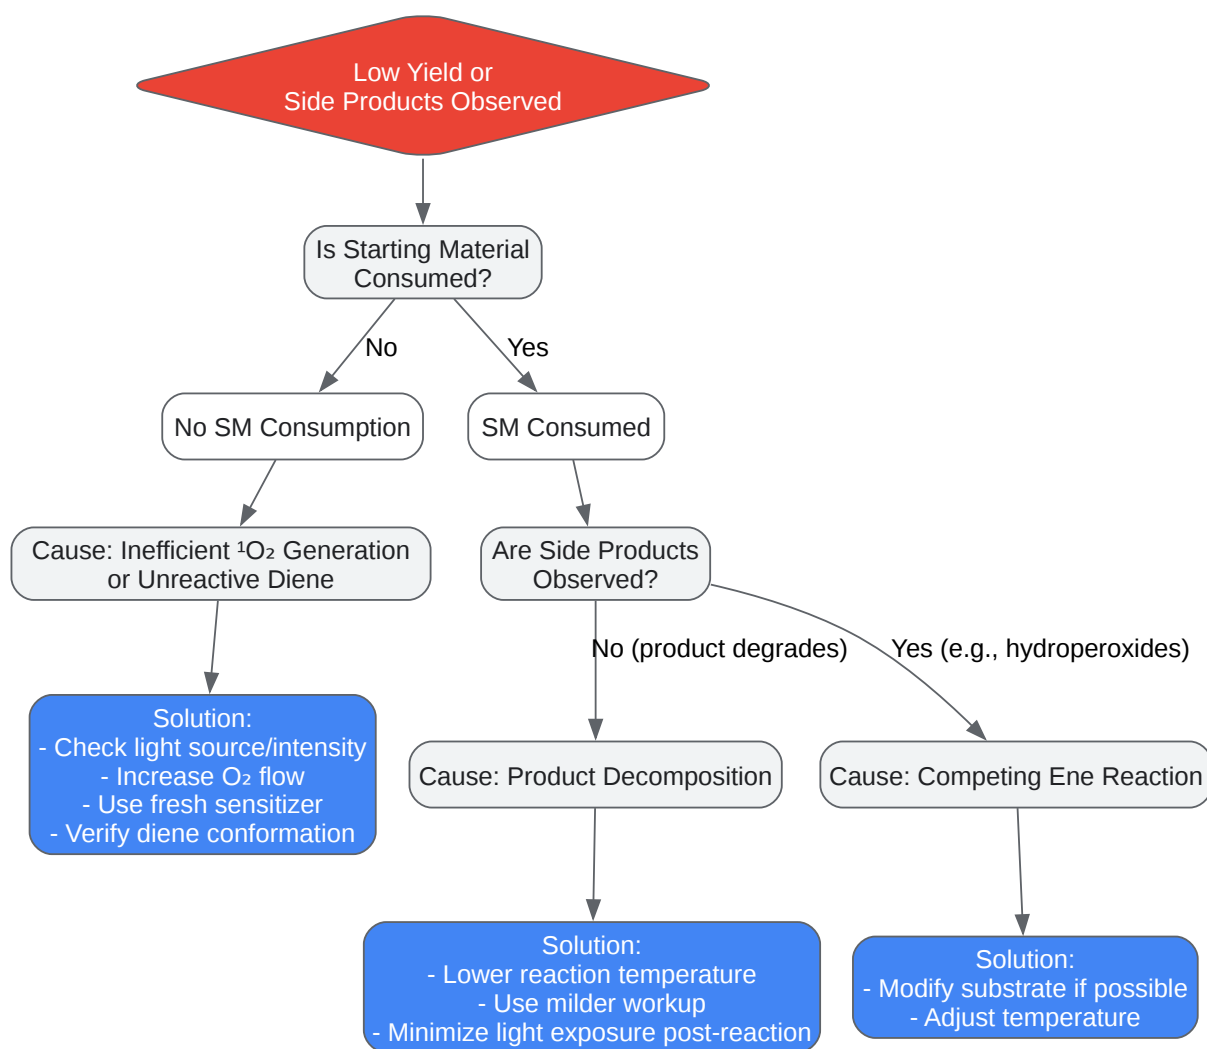 Low Yield or
Side Products Observed
Is Starting Material
Consumed?
No
Yes
No SM Consumption
SM Consumed
Cause: Inefficient ¹O₂ Generation
or Unreactive Diene
Are Side Products
Observed?
No (product degrades)
Yes (e.g., hydroperoxides)
Solution:
- Check light source/intensity
- Increase O₂ flow
- Use fresh sensitizer
- Verify diene conformation
Cause: Product Decomposition
Cause: Competing Ene Reaction
Solution:
- Lower reaction temperature
- Use milder workup
- Minimize light exposure post-reaction
Solution:
- Modify substrate if possible
- Adjust temperature